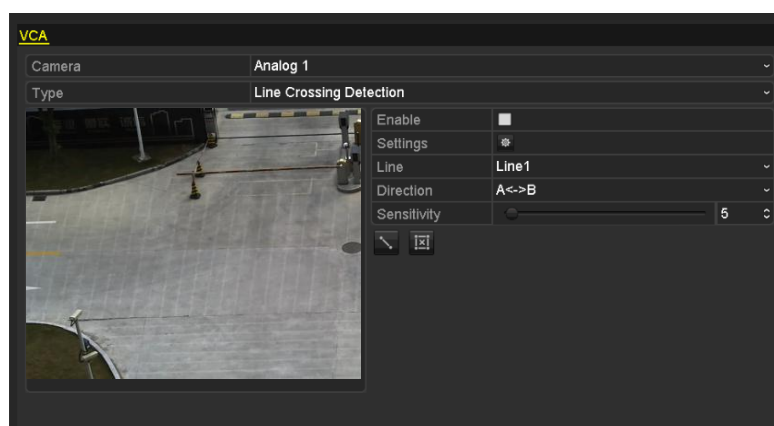 VCA
Camera Analog 1
Type Line Crossing Detection
Enable
Settings
Line Line1
Direction A<->B
Sensitivity 5